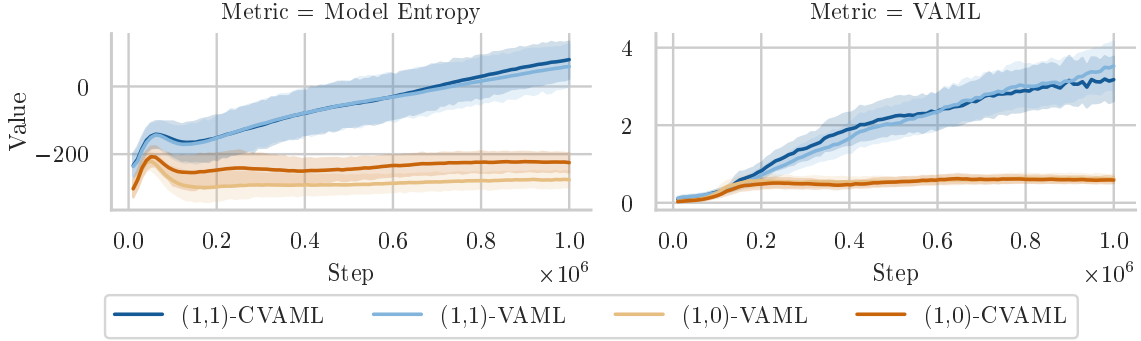 Metric = Model Entropy
Metric = VAML
Value
0
−200
0.0 0.2 0.4 0.6 0.8 1.0
Step
×10⁶
4
2
0
0.0 0.2 0.4 0.6 0.8 1.0
Step
×10⁶
(1,1)-CVAML (1,1)-VAML (1,0)-VAML (1,0)-CVAML